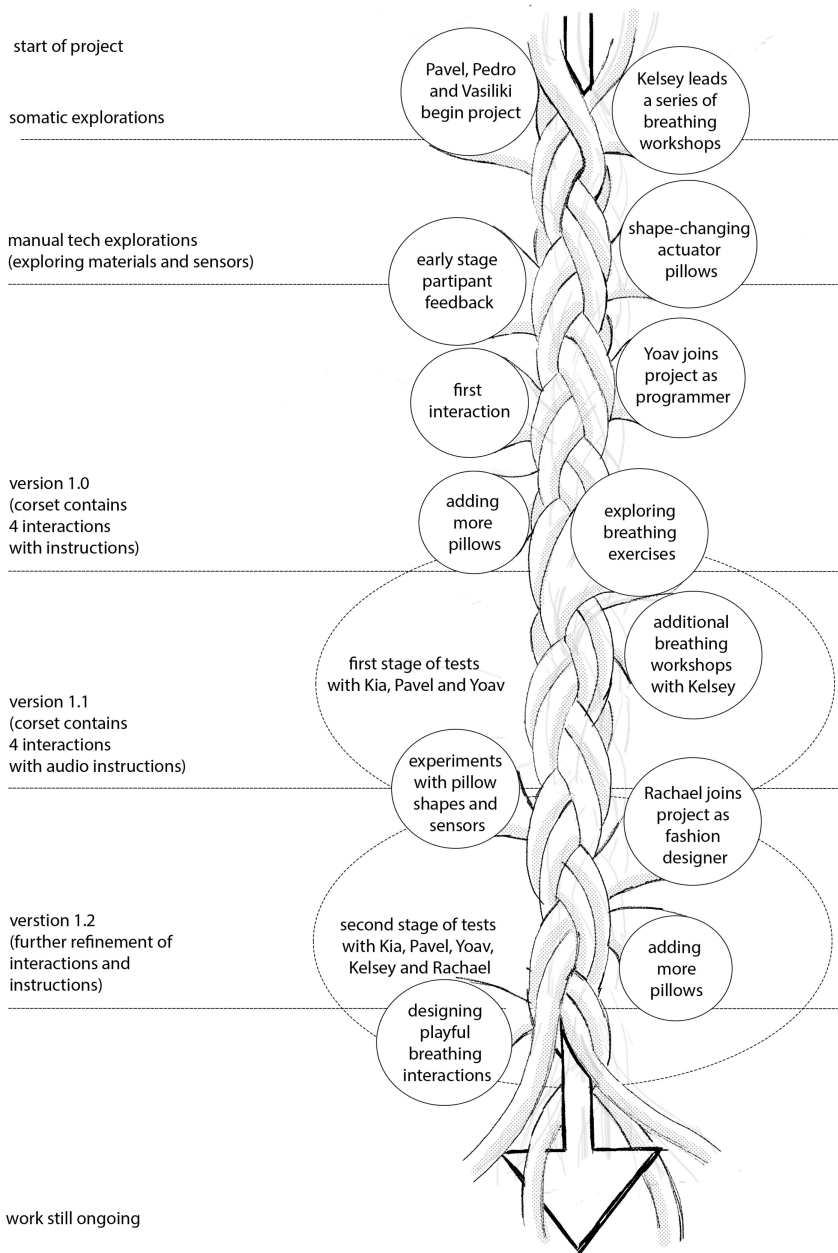 start of project
Pavel, Pedro
and Vasiliki
begin project
Kelsey leads
a series of
breathing
workshops
somatic explorations
manual tech explorations
(exploring materials and sensors)
early stage
partipant
feedback
shape-changing
actuator
pillows
first
interaction
Yoav joins
project as
programmer
version 1.0
(corset contains
4 interactions
with instructions)
adding
more
pillows
exploring
breathing
exercises
first stage of tests
with Kia, Pavel and Yoav
additional
breathing
workshops
with Kelsey
version 1.1
(corset contains
4 interactions
with audio instructions)
experiments
with pillow
shapes and
sensors
Rachael joins
project as
fashion
designer
verstion 1.2
(further refinement of
interactions and
instructions)
second stage of tests
with Kia, Pavel, Yoav,
Kelsey and Rachael
adding
more
pillows
designing
playful
breathing
interactions
work still ongoing